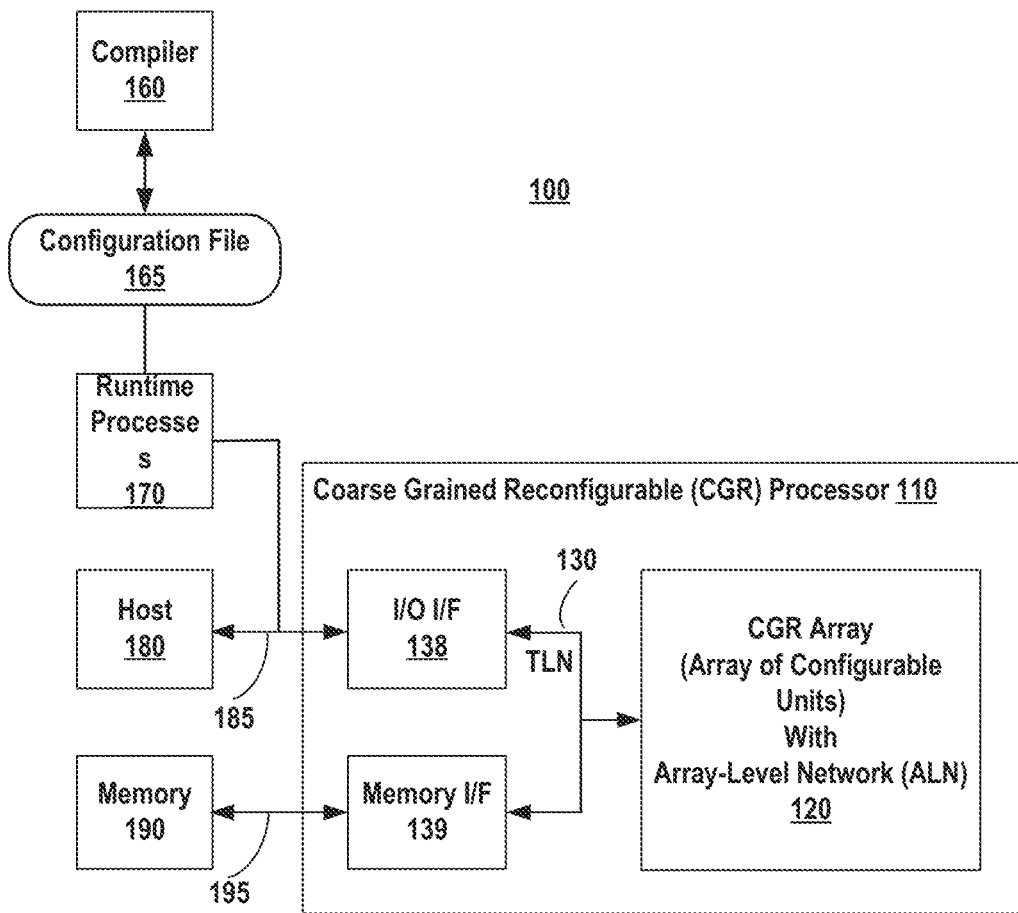 Compiler
160
100
Configuration File
165
Runtime
Processe
s
170
Coarse Grained Reconfigurable (CGR) Processor 110
130
Host
180
I/O I/F
138
TLN
CGR Array
(Array of Configurable
Units)
With
Array-Level Network (ALN)
120
185
Memory
190
Memory I/F
139
195